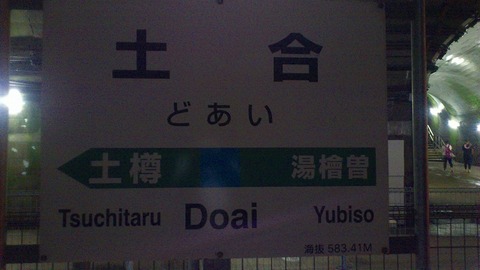 土合
どあい
土樽 湯檜曽
Tsuchitaru Doai Yubiso
海抜 583.41M